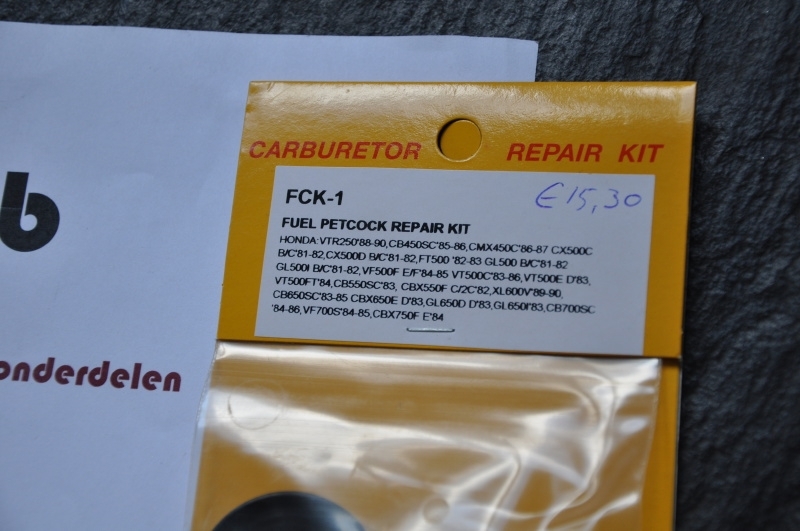 CARBURETOR REPAIR KIT
FCK-1 €15,30
FUEL PETCOCK REPAIR KIT
HONDA:VTR250'88-90,CB450SC'85-86,CMX450C'86-87 CX500C
B/C'81-82,CX500D B/C'81-82,FT500 '82-83 GL500 B/C'81-82
GL500I B/C'81-82,VF500F E/F'84-85 VT500C'83-86,VT500E D'83,
VT500FT'84,CB550SC'83, CBX550F C/2C'82,XL600V'89-90,
CB650SC'83-85 CBX650E D'83,GL650D D'83,GL650I'83,CB700SC
'84-86,VF700S'84-85,CBX750F E'84
b
onderdelen